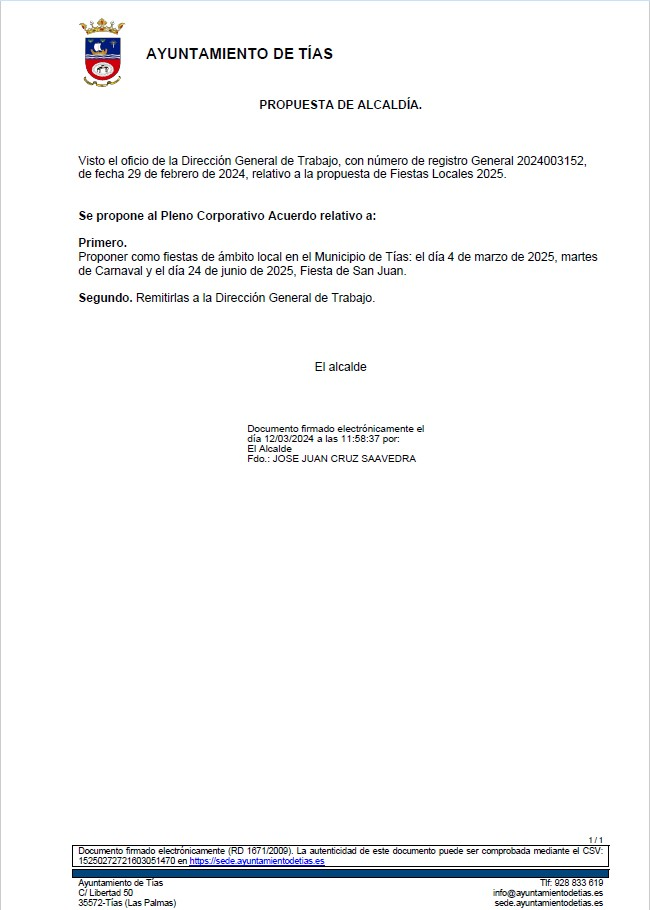 AYUNTAMIENTO DE TÍAS
PROPUESTA DE ALCALDÍA.
Visto el oficio de la Dirección General de Trabajo, con número de registro General 2024003152,
de fecha 29 de febrero de 2024, relativo a la propuesta de Fiestas Locales 2025.
Se propone al Pleno Corporativo Acuerdo relativo a:
Primero.
Proponer como fiestas de ámbito local en el Municipio de Tías: el día 4 de marzo de 2025, martes
de Carnaval y el día 24 de junio de 2025, Fiesta de San Juan.
Segundo. Remitirlas a la Dirección General de Trabajo.
El alcalde
Documento firmado electrónicamente el
día 12/03/2024 a las 11:58:37 por:
El Alcalde
Fdo.: JOSE JUAN CRUZ SAAVEDRA
1 / 1
Documento firmado electrónicamente (RD 1671/2009). La autenticidad de este documento puede ser comprobada mediante el CSV:
15250272721603051470 en https://sede.ayuntamientodetias.es
Ayuntamiento de Tías
C/ Libertad 50
35572-Tías (Las Palmas)
Tlf: 928 833 619
info@ayuntamientodetias.es
sede.ayuntamientodetias.es